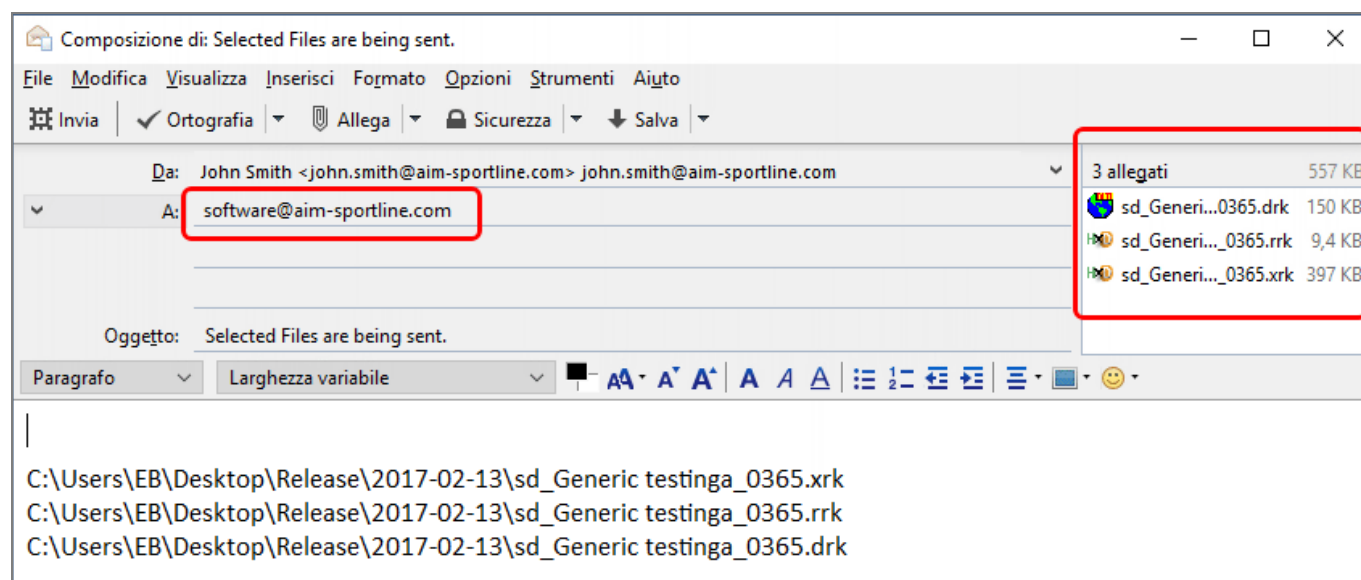 Composizione di: Selected Files are being sent.
File Modifica Visualizza Inserisci Formato Opzioni Strumenti Aiuto
Invia Ortografia Allega Sicurezza Salva
Da: John Smith <john.smith@aim-sportline.com> john.smith@aim-sportline.com
A: software@aim-sportline.com
Oggetto: Selected Files are being sent.
3 allegati 557 KB
sd_Generi...0365.drk 150 KB
sd_Generi..._0365.rrk 9,4 KB
sd_Generi..._0365.xrk 397 KB
Paragrafo Larghezza variabile
C:\Users\EB\Desktop\Release\2017-02-13\sd_Generic testinga_0365.xrk
C:\Users\EB\Desktop\Release\2017-02-13\sd_Generic testinga_0365.rrk
C:\Users\EB\Desktop\Release\2017-02-13\sd_Generic testinga_0365.drk